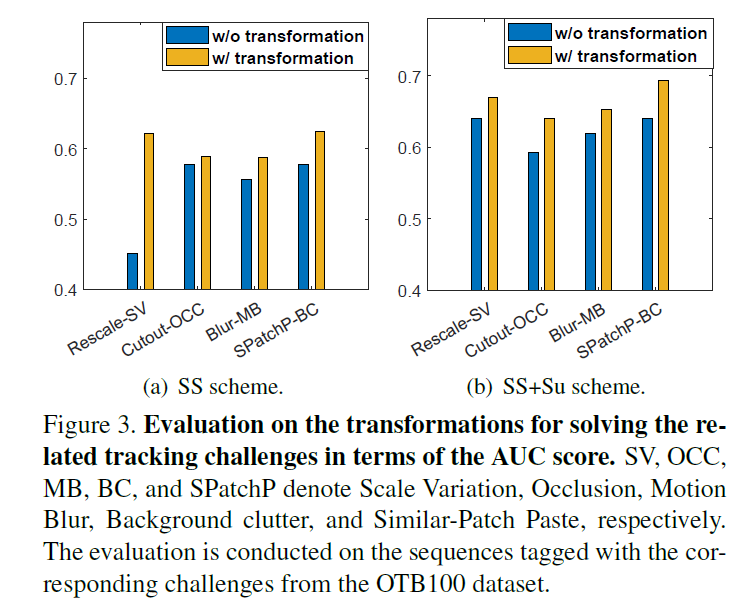 w/o transformation
w/ transformation
0.7
0.6
0.5
0.4
Rescale-SV
Cutout-OCC
Blur-MB
SPatchP-BC
(a) SS scheme.
w/o transformation
w/ transformation
0.7
0.6
0.5
0.4
Rescale-SV
Cutout-OCC
Blur-MB
SPatchP-BC
(b) SS+Su scheme.
Figure 3. Evaluation on the transformations for solving the re-
lated tracking challenges in terms of the AUC score. SV, OCC,
MB, BC, and SPatchP denote Scale Variation, Occlusion, Motion
Blur, Background clutter, and Similar-Patch Paste, respectively.
The evaluation is conducted on the sequences tagged with the cor-
responding challenges from the OTB100 dataset.